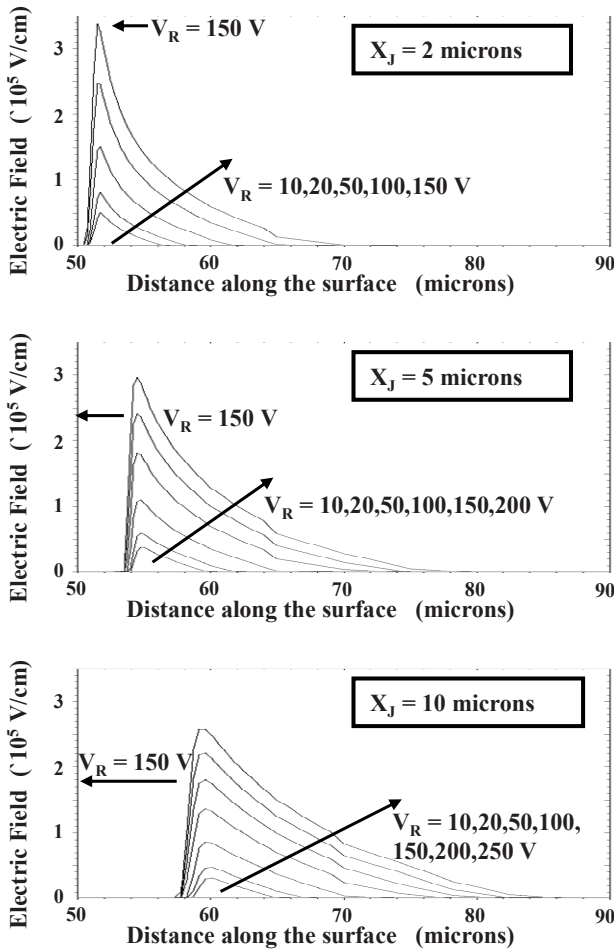 Electric Field (`10⁵ V/cm)
3
2
1
0
V_R = 150 V
X_J = 2 microns
V_R = 10,20,50,100,150 V
50 60 70 80 90
Distance along the surface (microns)
Electric Field (`10⁵ V/cm)
3
2
1
0
X_J = 5 microns
V_R = 150 V
V_R = 10,20,50,100,150,200 V
50 60 70 80 90
Distance along the surface (microns)
Electric Field (`10⁵ V/cm)
3
2
1
0
X_J = 10 microns
V_R = 150 V
V_R = 10,20,50,100,
150,200,250 V
50 60 70 80 90
Distance along the surface (microns)